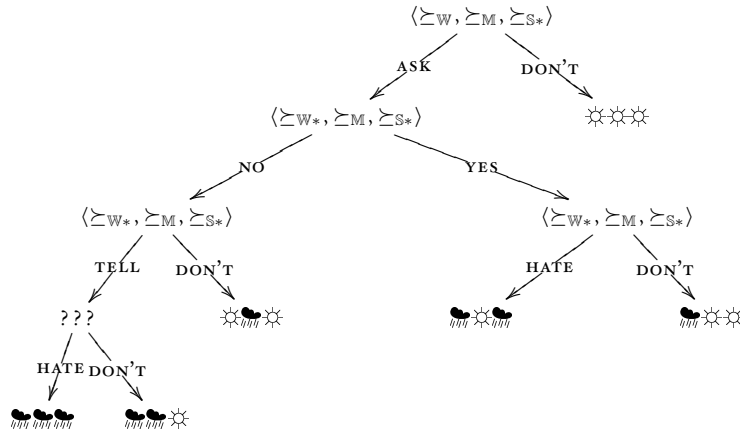 ⟨⪰𝕎, ⪰𝕄, ⪰𝕊∗⟩
ASK DON'T
⟨⪰𝕎∗, ⪰𝕄, ⪰𝕊∗⟩
NO YES
⟨⪰𝕎∗, ⪰𝕄, ⪰𝕊∗⟩ ⟨⪰𝕎∗, ⪰𝕄, ⪰𝕊∗⟩
TELL DON'T HATE DON'T
???
HATE DON'T